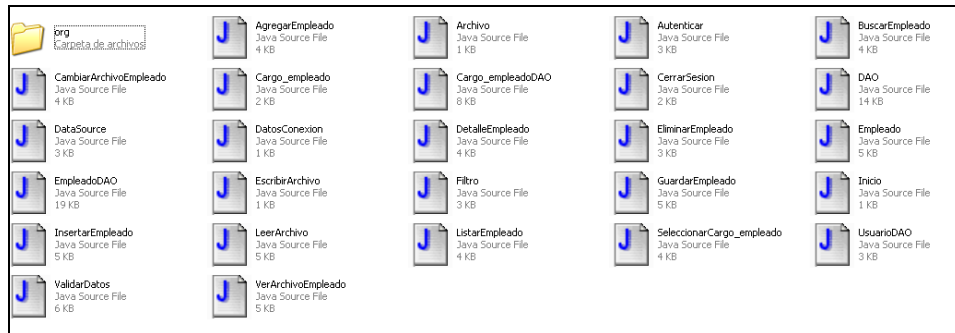 org
Carpeta de archivos
AgregarEmpleado
Java Source File
4 KB
Archivo
Java Source File
1 KB
Autenticar
Java Source File
3 KB
BuscarEmpleado
Java Source File
4 KB
CambiarArchivoEmpleado
Java Source File
4 KB
Cargo_empleado
Java Source File
2 KB
Cargo_empleadoDAO
Java Source File
8 KB
CerrarSesion
Java Source File
2 KB
DAO
Java Source File
14 KB
DataSource
Java Source File
3 KB
DatosConexion
Java Source File
1 KB
DetalleEmpleado
Java Source File
4 KB
EliminarEmpleado
Java Source File
3 KB
Empleado
Java Source File
5 KB
EmpleadoDAO
Java Source File
19 KB
EscribirArchivo
Java Source File
1 KB
Filtro
Java Source File
3 KB
GuardarEmpleado
Java Source File
5 KB
Inicio
Java Source File
1 KB
InsertarEmpleado
Java Source File
5 KB
LeerArchivo
Java Source File
5 KB
ListarEmpleado
Java Source File
4 KB
SeleccionarCargo_empleado
Java Source File
4 KB
UsuarioDAO
Java Source File
3 KB
ValidarDatos
Java Source File
6 KB
VerArchivoEmpleado
Java Source File
5 KB